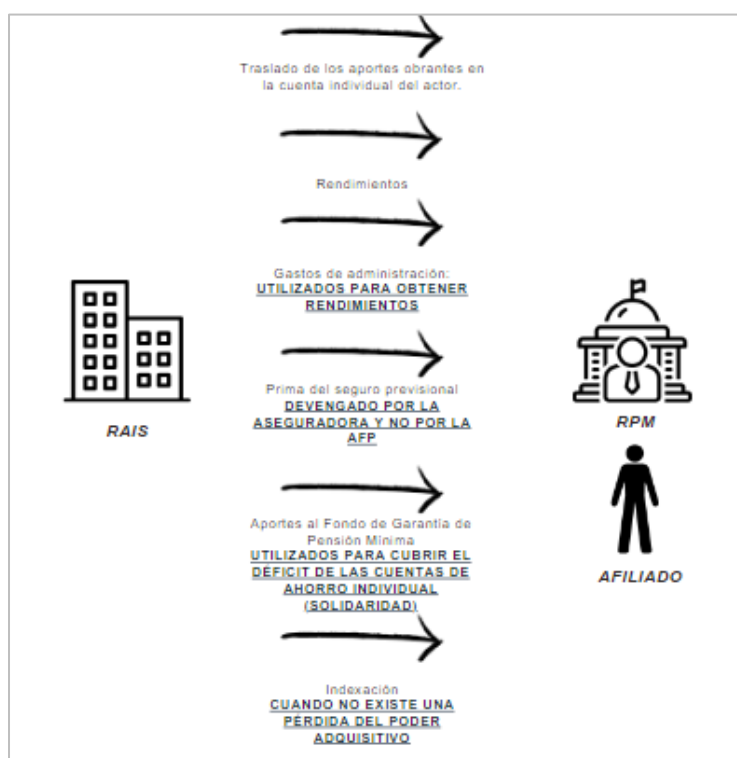 Traslado de los aportes obrantes en
la cuenta individual del actor.
Rendimientos
Gastos de administración:
UTILIZADOS PARA OBTENER
RENDIMIENTOS
Prima del seguro previsional
DEVENGADO POR LA
ASEGURADORA Y NO POR LA
AFP
RAIS
RPM
Aportes al Fondo de Garantía de
Pensión Mínima
UTILIZADOS PARA CUBRIR EL
DÉFICIT DE LAS CUENTAS DE
AHORRO INDIVIDUAL
(SOLIDARIDAD)
AFILIADO
Indexación
CUANDO NO EXISTE UNA
PÉRDIDA DEL PODER
ADQUISITIVO